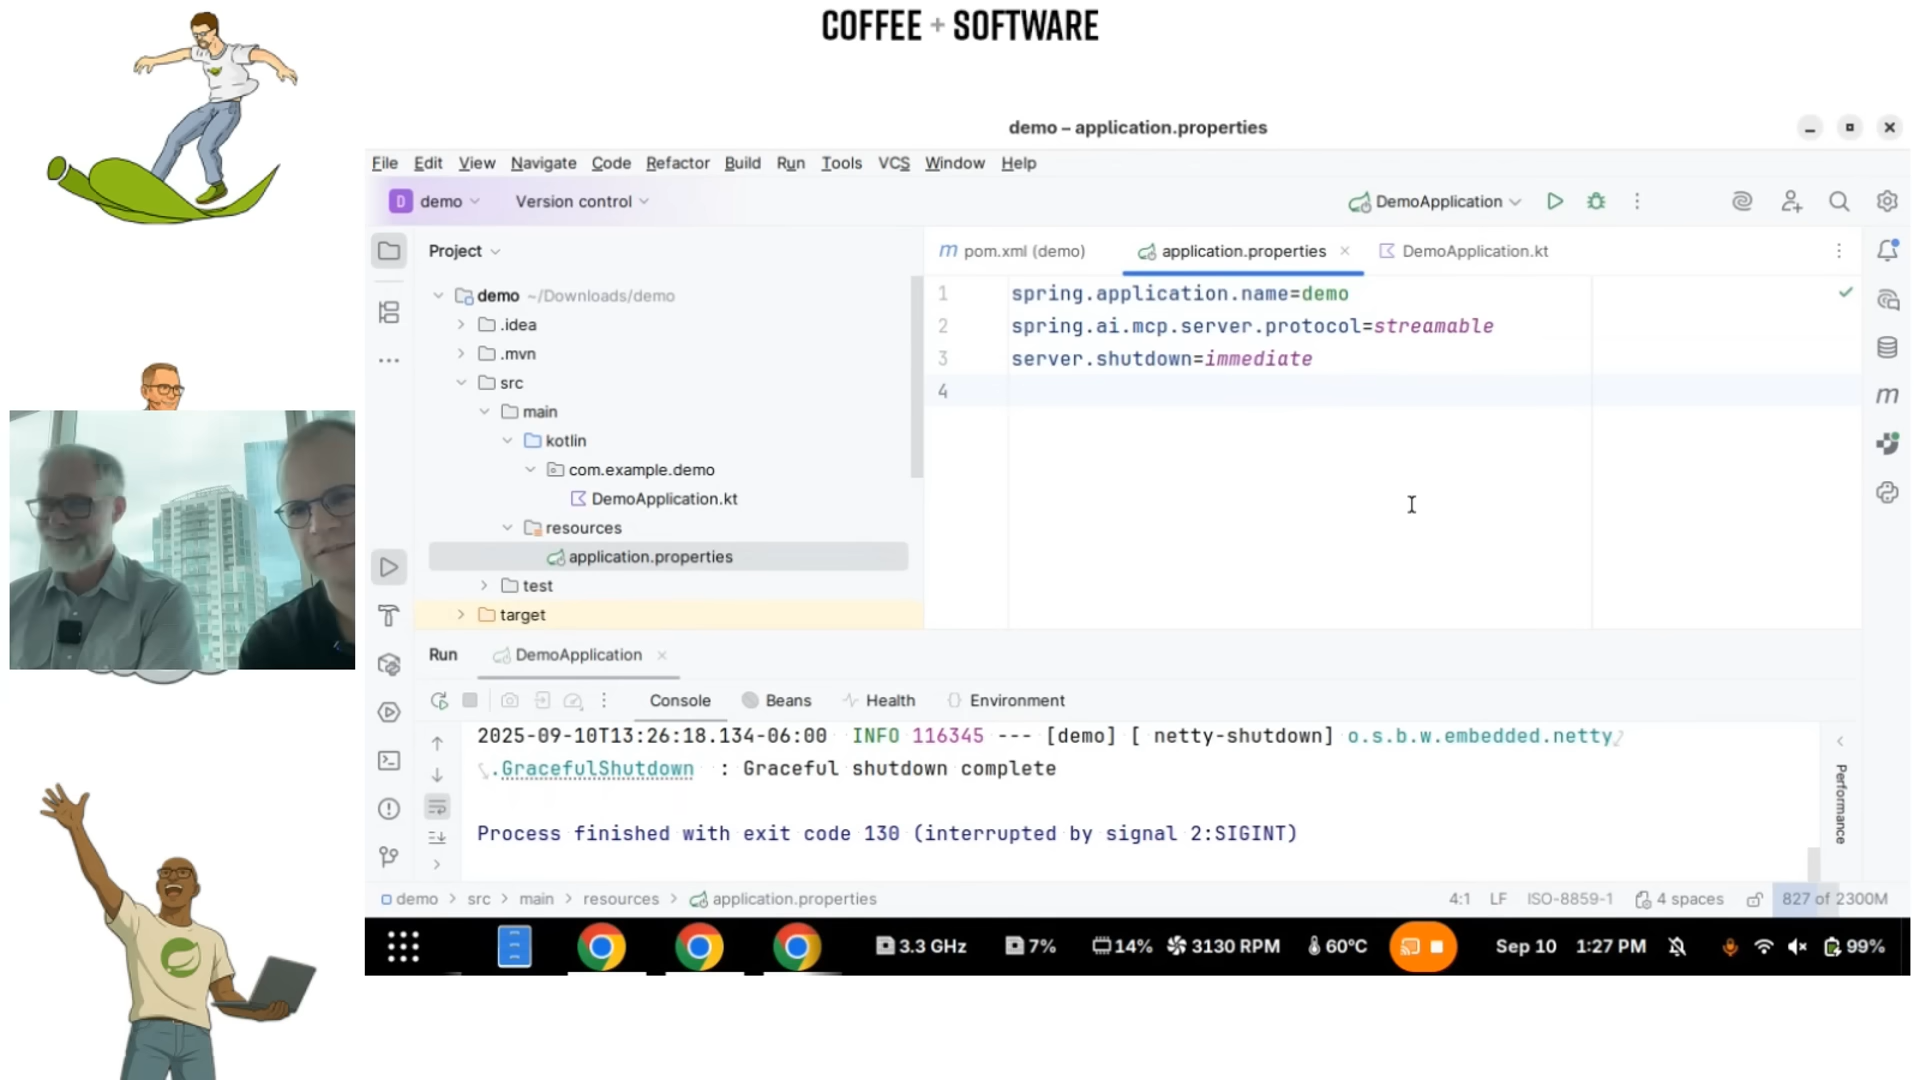 COFFEE + SOFTWARE
demo – application.properties
File Edit View Navigate Code Refactor Build Run Tools VCS Window Help
D demo Version control DemoApplication
Project
pom.xml (demo) application.properties DemoApplication.kt
demo ~/Downloads/demo
.idea
.mvn
src
main
kotlin
com.example.demo
DemoApplication.kt
resources
application.properties
test
target
1 spring.application.name=demo
2 spring.ai.mcp.server.protocol=streamable
3 server.shutdown=immediate
4
Run DemoApplication
Console Beans Health Environment
2025-09-10T13:26:18.134-06:00 INFO 116345 --- [demo] [ netty-shutdown] o.s.b.w.embedded.netty
.GracefulShutdown : Graceful shutdown complete
Process finished with exit code 130 (interrupted by signal 2:SIGINT)
Performance
demo > src > main > resources > application.properties 4:1 LF ISO-8859-1 4 spaces 827 of 2300M
3.3 GHz 7% 14% 3130 RPM 60°C Sep 10 1:27 PM 99%